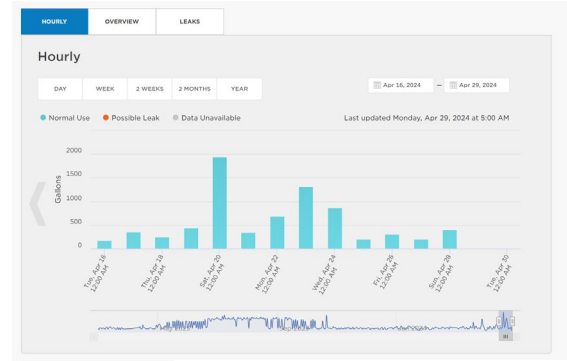 HOURLY OVERVIEW LEAKS
Hourly
DAY WEEK 2 WEEKS 2 MONTHS YEAR
Apr 16, 2024 – Apr 29, 2024
Normal Use Possible Leak Data Unavailable
Last updated Monday, Apr 29, 2024 at 5:00 AM
Gallons
2000
1500
1000
500
0
Tue, Apr 16
12:00 AM
Thu, Apr 18
12:00 AM
Sat, Apr 20
12:00 AM
Mon, Apr 22
12:00 AM
Wed, Apr 24
12:00 AM
Fri, Apr 26
12:00 AM
Sun, Apr 28
12:00 AM
Tue, Apr 30
12:00 AM